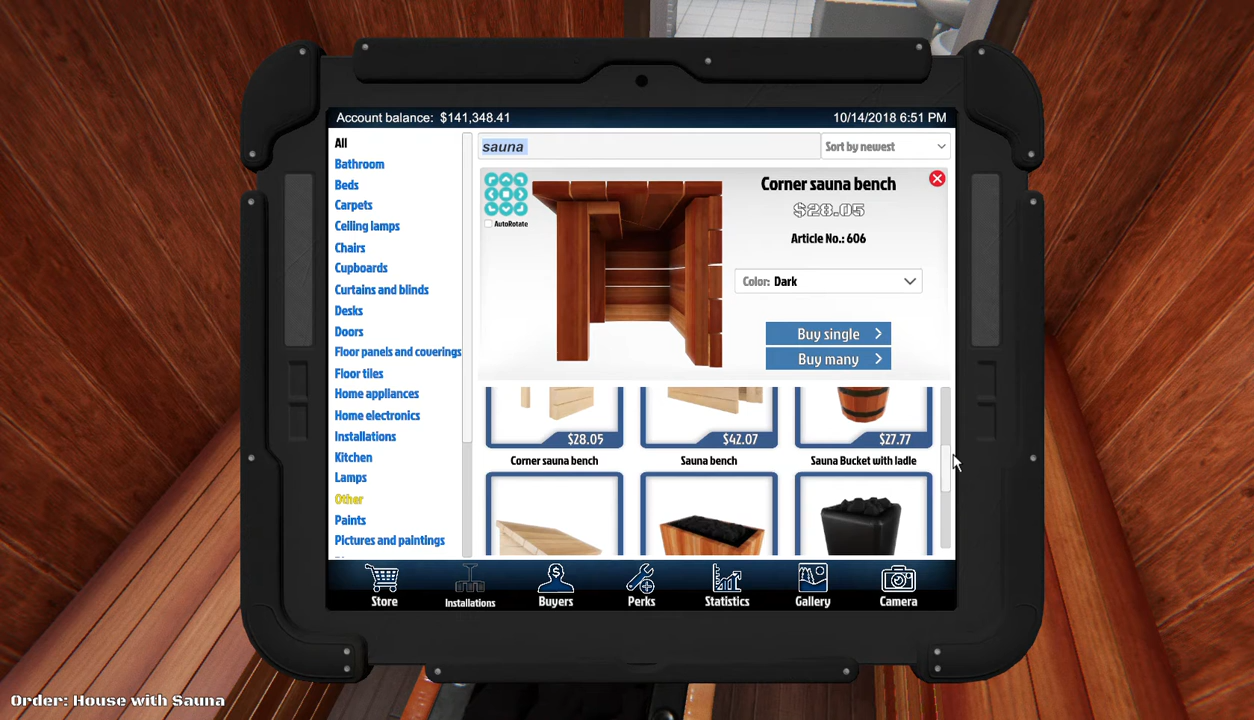 Account balance: $141,348.41
10/14/2018 6:51 PM
All
Bathroom
Beds
Carpets
Ceiling lamps
Chairs
Cupboards
Curtains and blinds
Desks
Doors
Floor panels and coverings
Floor tiles
Home appliances
Home electronics
Installations
Kitchen
Lamps
Other
Paints
Pictures and paintings
sauna
Sort by newest
AutoRotate
Corner sauna bench
$28.05
Article No.: 606
Color: Dark
Buy single
Buy many
$28.05
$42.07
$27.77
Corner sauna bench
Sauna bench
Sauna Bucket with ladle
Store
Installations
Buyers
Perks
Statistics
Gallery
Camera
Order: House with Sauna